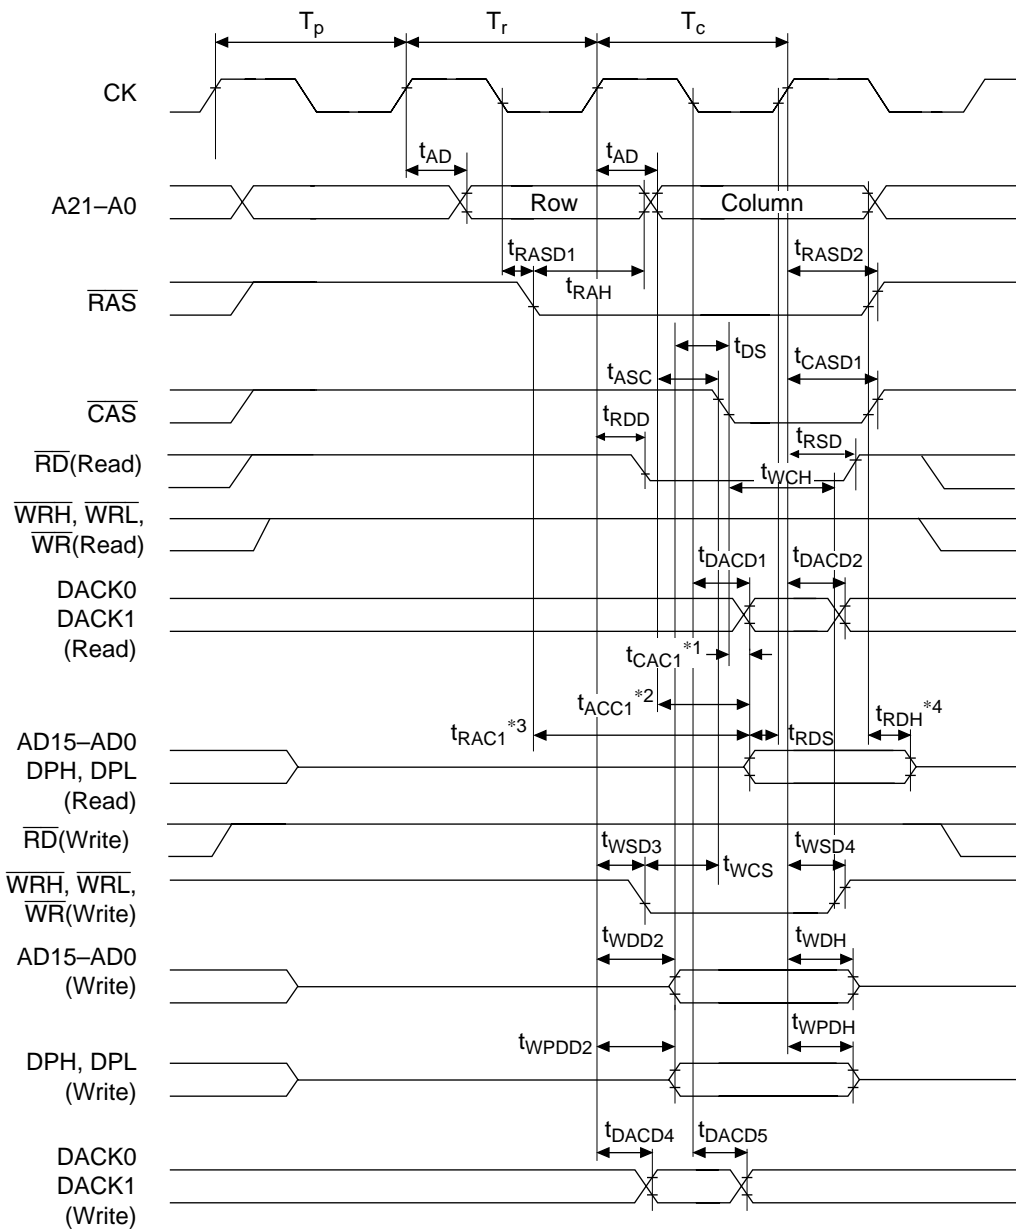 Tp Tr Tc
CK
tAD tAD
A21–A0 Row Column
tRASD1 tRASD2
tRAH
RAS
tDS
tASC tCASD1
CAS
tRDD tRSD
RD(Read)
tWCH
WRH, WRL,
WR(Read)
tDACD1 tDACD2
DACK0
DACK1
(Read)
tCAC1*1
tACC1*2
tRAC1*3 tRDS tRDH*4
AD15–AD0
DPH, DPL
(Read)
RD(Write)
tWSD3 tWCS tWSD4
WRH, WRL,
WR(Write)
tWDD2 tWDH
AD15–AD0
(Write)
tWPDD2 tWPDH
DPH, DPL
(Write)
tDACD4 tDACD5
DACK0
DACK1
(Write)